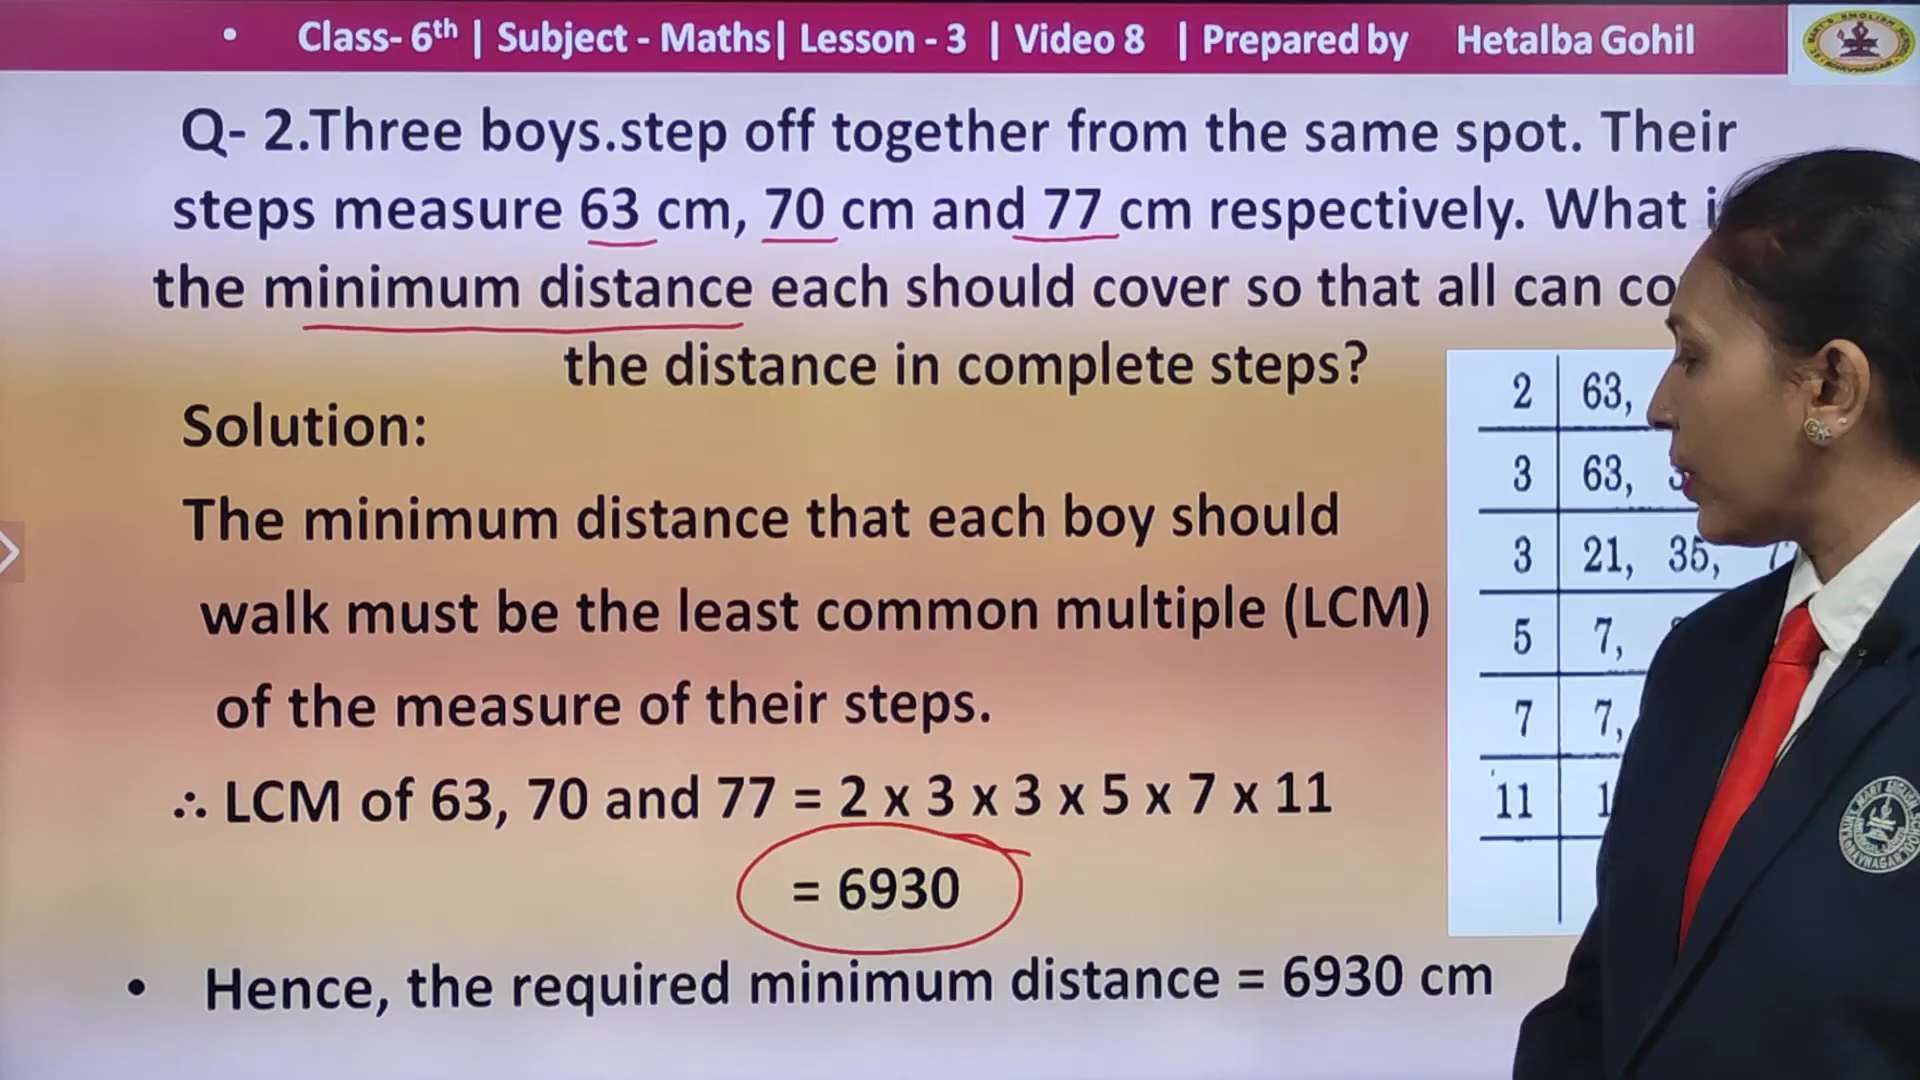 • Class- 6th | Subject - Maths| Lesson - 3 | Video 8 | Prepared by Hetalba Gohil
Q- 2.Three boys.step off together from the same spot. Their
steps measure 63 cm, 70 cm and 77 cm respectively. What
the minimum distance each should cover so that all can
the distance in complete steps?
Solution:
The minimum distance that each boy should
walk must be the least common multiple (LCM)
of the measure of their steps.
∴ LCM of 63, 70 and 77 = 2 x 3 x 3 x 5 x 7 x 11
= 6930
• Hence, the required minimum distance = 6930 cm
2 63,
3 63,
3 21, 35,
5 7,
7 7,
11 1